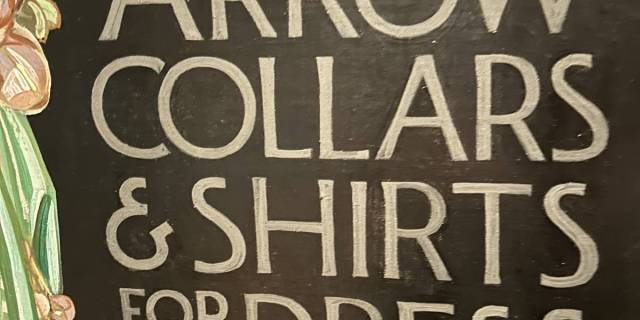 ARROW
COLLARS
& SHIRTS
FOR DRESS